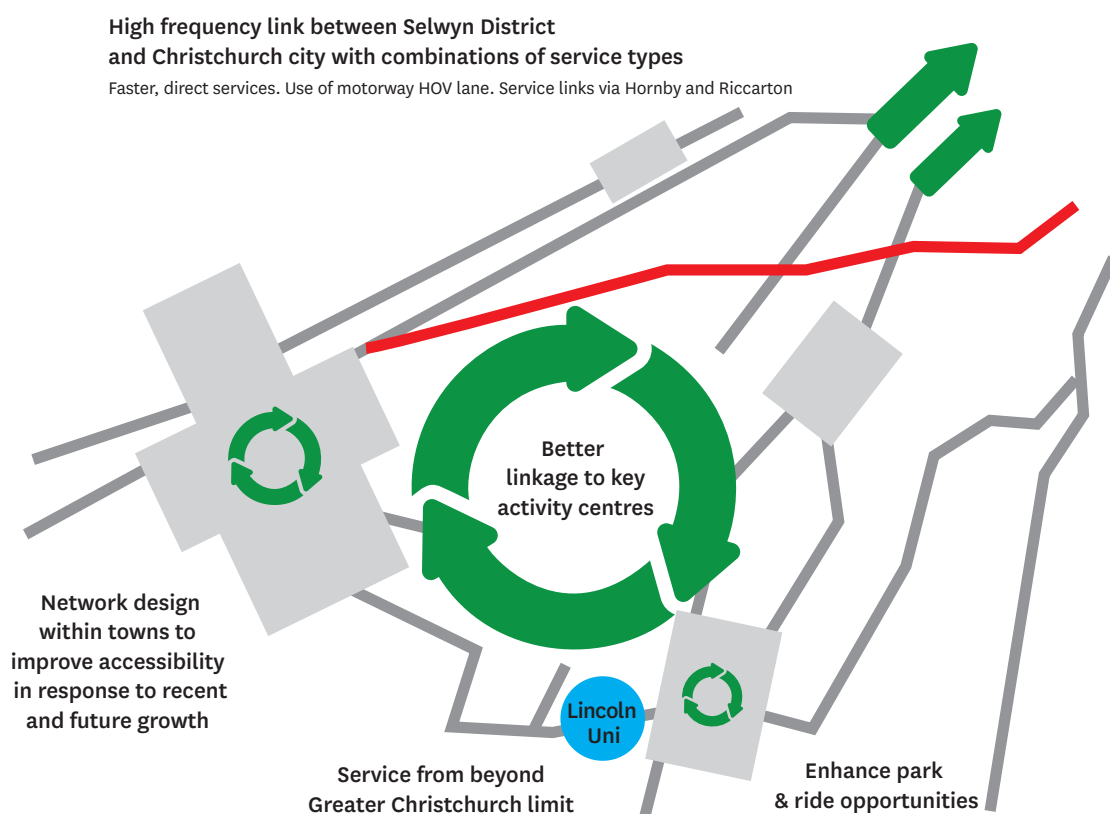 High frequency link between Selwyn District
and Christchurch city with combinations of service types
Faster, direct services. Use of motorway HOV lane. Service links via Hornby and Riccarton
Better
linkage to key
activity centres
Network design
within towns to
improve accessibility
in response to recent
and future growth
Lincoln
Uni
Service from beyond
Greater Christchurch limit
Enhance park
& ride opportunities